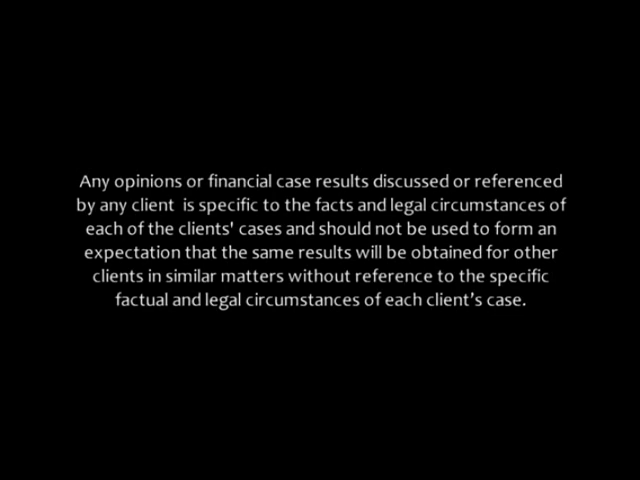 Any opinions or financial case results discussed or referenced
by any client  is specific to the facts and legal circumstances of
each of the clients' cases and should not be used to form an
expectation that the same results will be obtained for other
clients in similar matters without reference to the specific
factual and legal circumstances of each client’s case.